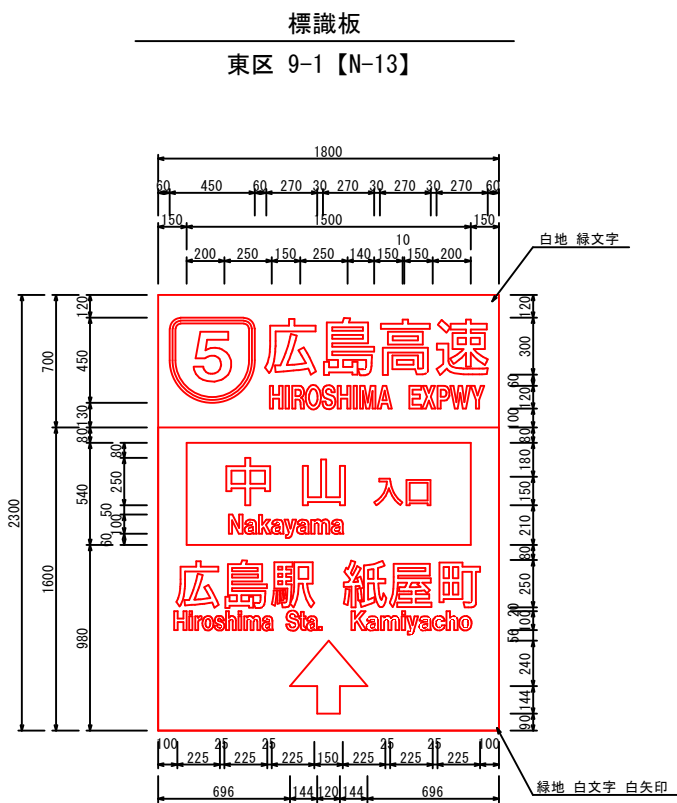 標識板
東区 9-1【N-13】
1800
60 450 60 270 30 270 30 270 30 270 60
150 1500 150
10
200 250 150 250 140 150 150 200
白地 緑文字
2300
700 1600
120 450 130 80 540 980
80 250 50 100 60
5 広島高速
HIROSHIMA EXPWY
中山 入口
Nakayama
広島駅 紙屋町
Hiroshima Sta. Kamiyacho
120 300 60 120 100 80 180 150 210 80 250 20 100 50 240 144 90
100 25 25 25 25 100
225 225 225 150 225 225 225
696 144 120 144 696
緑地 白文字 白矢印